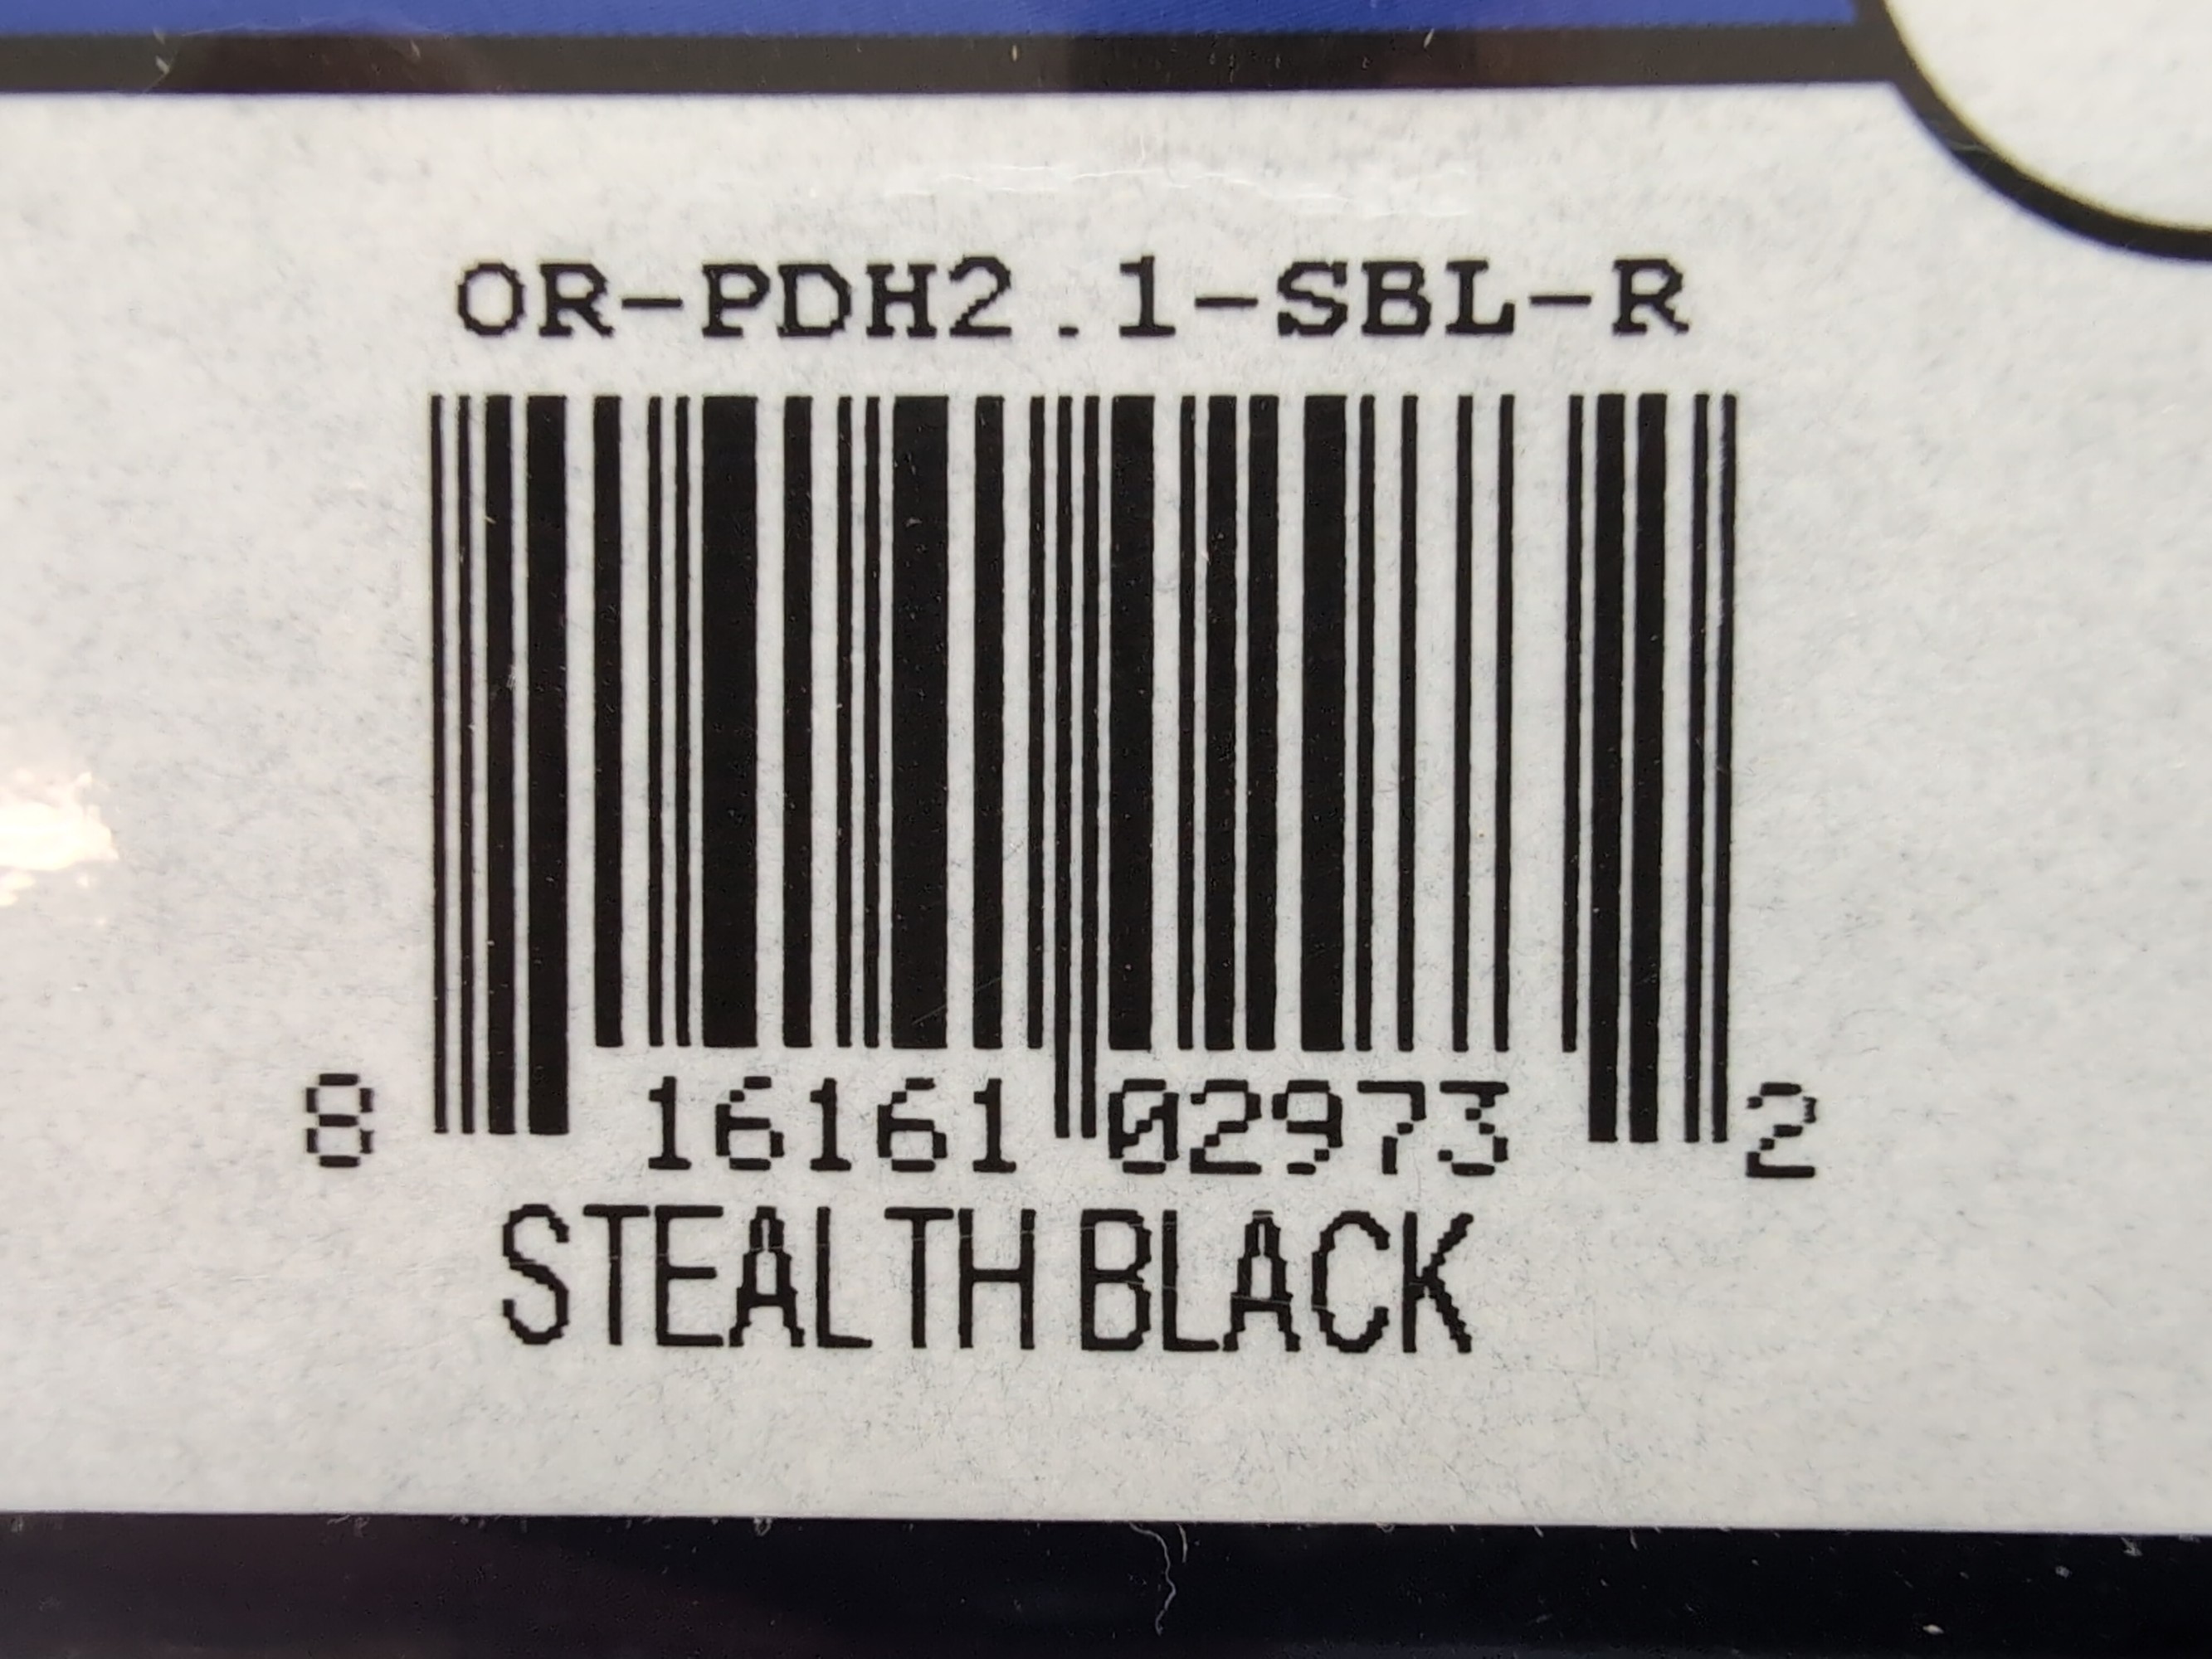 OR-PDH2.1-SBL-R
8 16161 02973 2
STEALTH BLACK